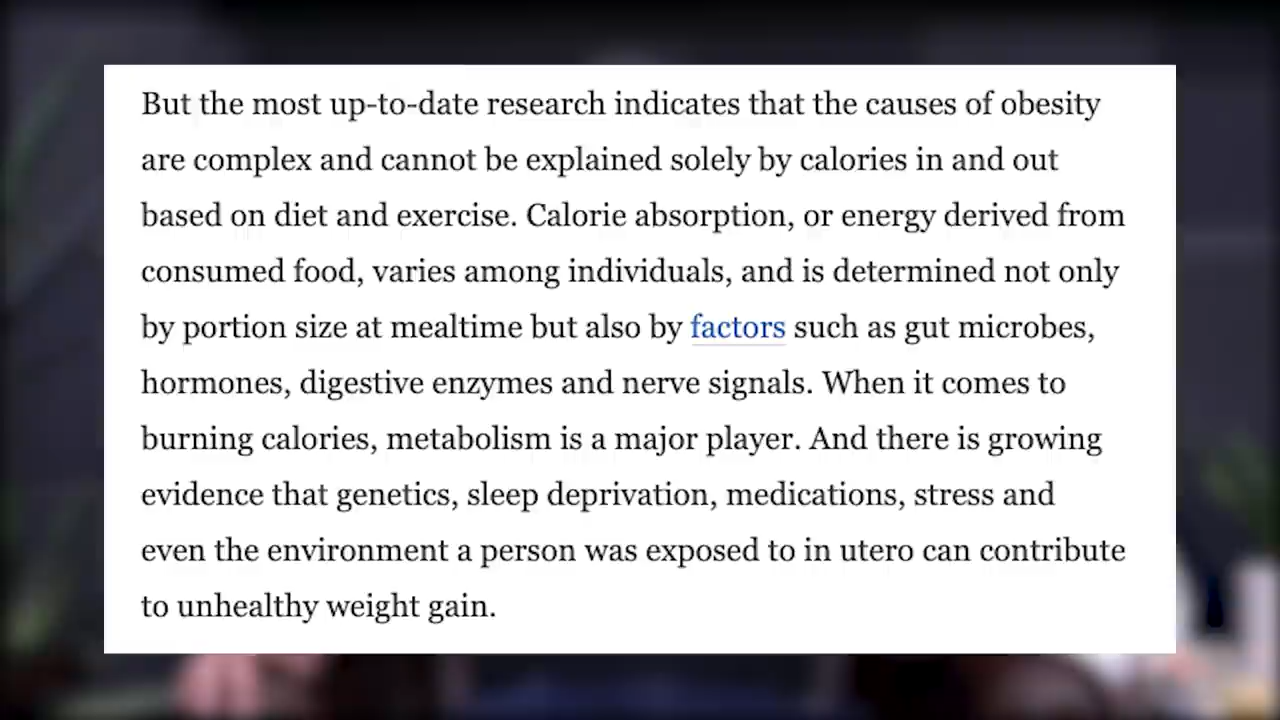 But the most up-to-date research indicates that the causes of obesity
are complex and cannot be explained solely by calories in and out
based on diet and exercise. Calorie absorption, or energy derived from
consumed food, varies among individuals, and is determined not only
by portion size at mealtime but also by factors such as gut microbes,
hormones, digestive enzymes and nerve signals. When it comes to
burning calories, metabolism is a major player. And there is growing
evidence that genetics, sleep deprivation, medications, stress and
even the environment a person was exposed to in utero can contribute
to unhealthy weight gain.